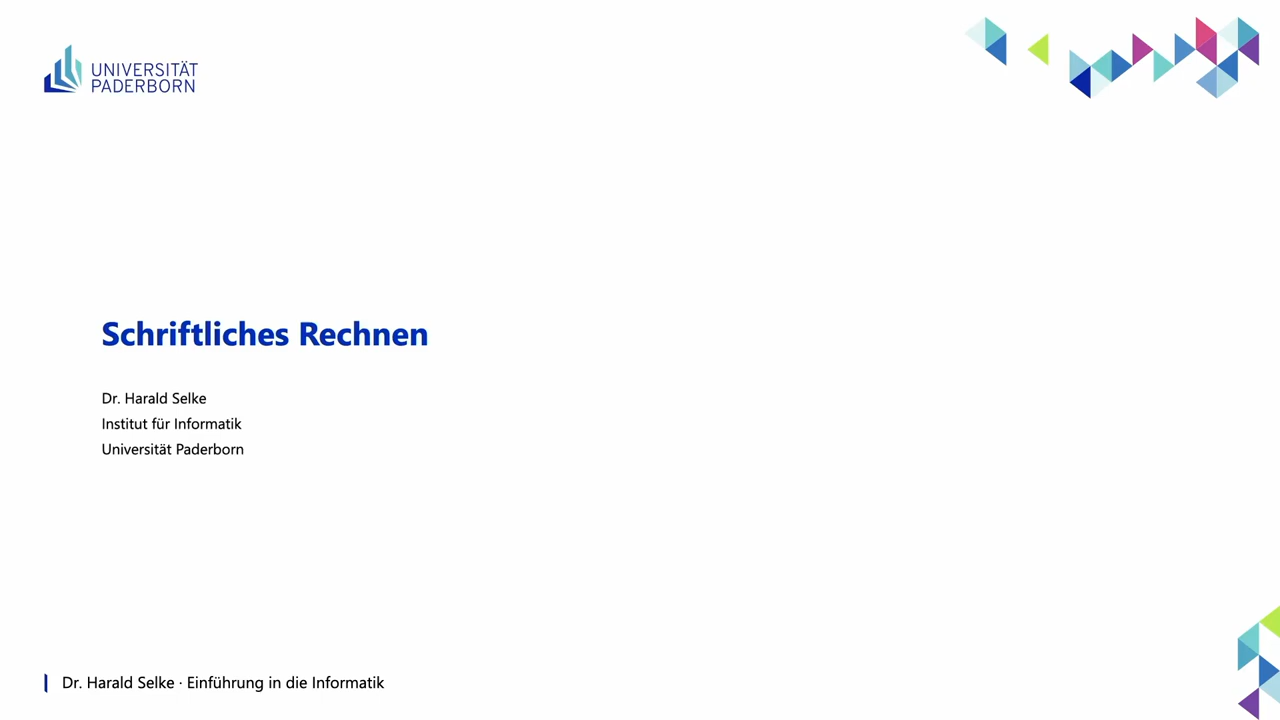 UNIVERSITÄT
PADERBORN
Schriftliches Rechnen
Dr. Harald Selke
Institut für Informatik
Universität Paderborn
Dr. Harald Selke · Einführung in die Informatik